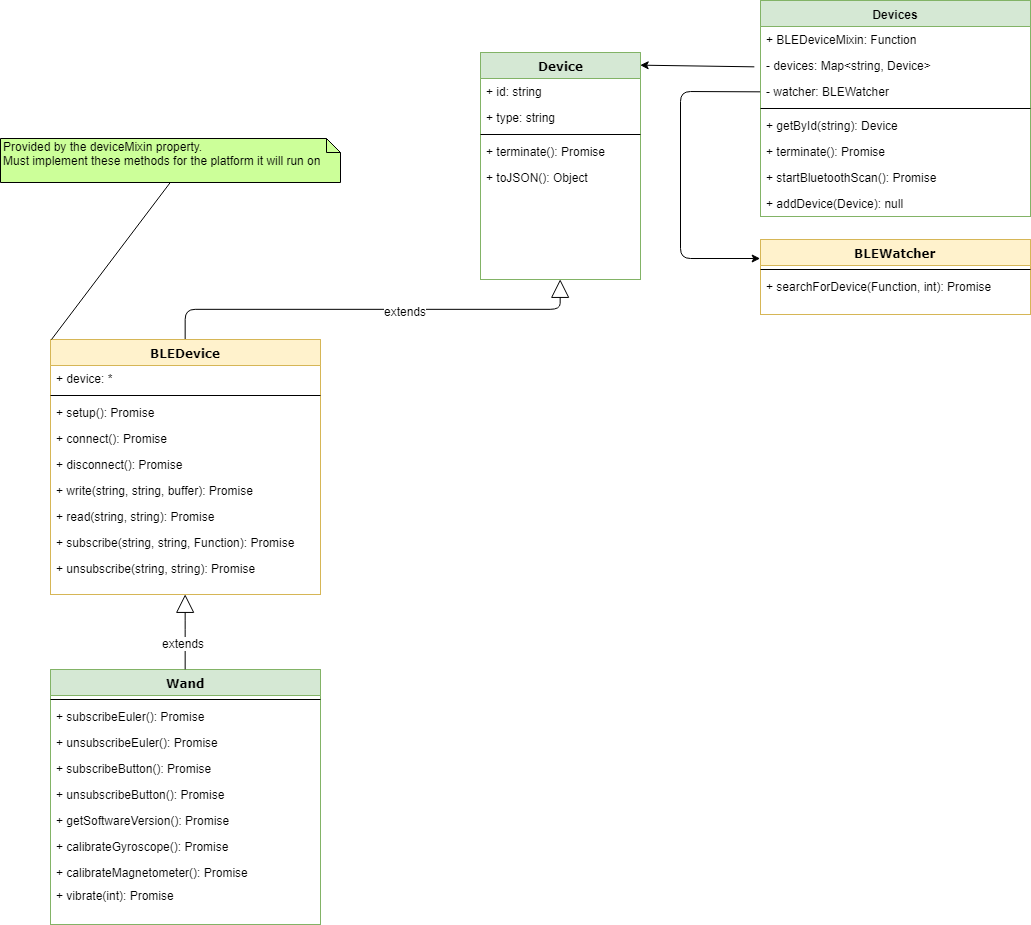 Devices
+ BLEDeviceMixin: Function
- devices: Map<string, Device>
- watcher: BLEWatcher
+ getById(string): Device
+ terminate(): Promise
+ startBluetoothScan(): Promise
+ addDevice(Device): null
Device
+ id: string
+ type: string
+ terminate(): Promise
+ toJSON(): Object
Provided by the deviceMixin property.
Must implement these methods for the platform it will run on
BLEWatcher
+ searchForDevice(Function, int): Promise
extends
BLEDevice
+ device: *
+ setup(): Promise
+ connect(): Promise
+ disconnect(): Promise
+ write(string, string, buffer): Promise
+ read(string, string): Promise
+ subscribe(string, string, Function): Promise
+ unsubscribe(string, string): Promise
extends
Wand
+ subscribeEuler(): Promise
+ unsubscribeEuler(): Promise
+ subscribeButton(): Promise
+ unsubscribeButton(): Promise
+ getSoftwareVersion(): Promise
+ calibrateGyroscope(): Promise
+ calibrateMagnetometer(): Promise
+ vibrate(int): Promise